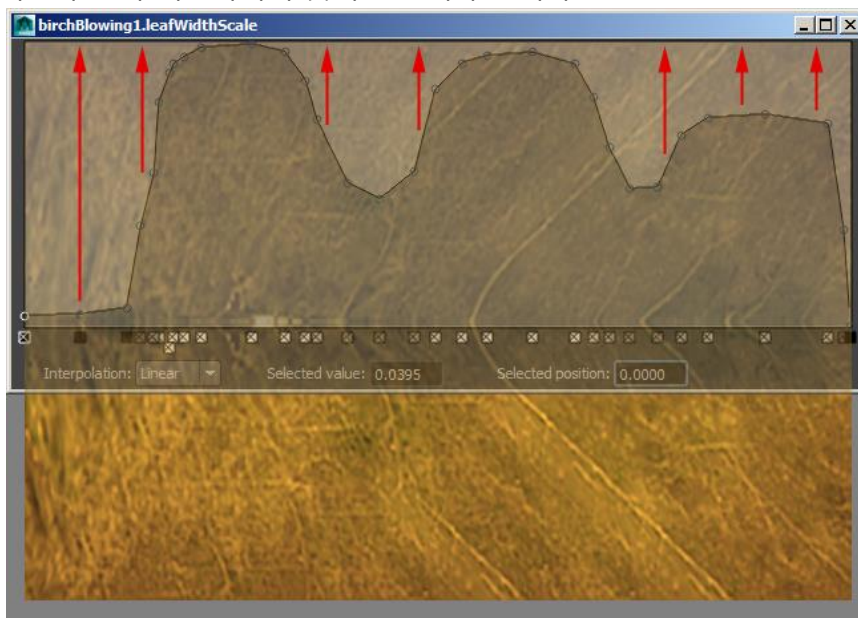 birchBlowing1.leafWidthScale
Interpolation: Linear Selected value: 0.0395 Selected position: 0.0000